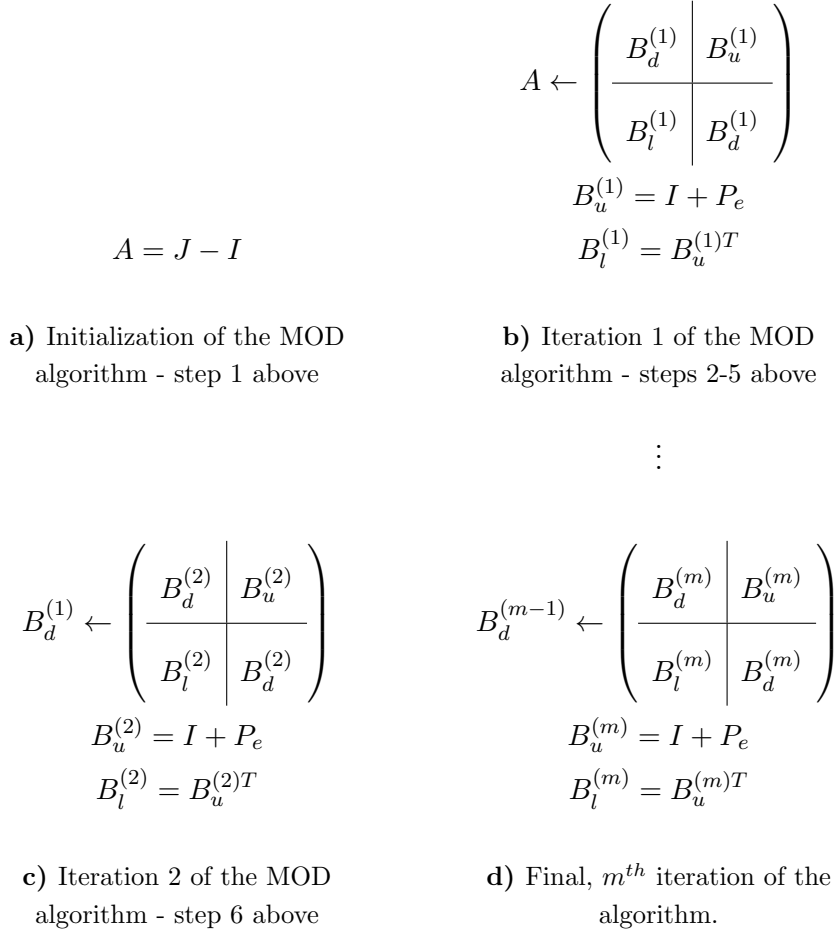 A = J − I
a) Initialization of the MOD
algorithm - step 1 above
A ← ( B_d^{(1)} | B_u^{(1)}
B_l^{(1)} | B_d^{(1)} )
B_u^{(1)} = I + P_e
B_l^{(1)} = B_u^{(1)T}
b) Iteration 1 of the MOD
algorithm - steps 2-5 above
⋮
B_d^{(1)} ← ( B_d^{(2)} | B_u^{(2)}
B_l^{(2)} | B_d^{(2)} )
B_u^{(2)} = I + P_e
B_l^{(2)} = B_u^{(2)T}
c) Iteration 2 of the MOD
algorithm - step 6 above
B_d^{(m−1)} ← ( B_d^{(m)} | B_u^{(m)}
B_l^{(m)} | B_d^{(m)} )
B_u^{(m)} = I + P_e
B_l^{(m)} = B_u^{(m)T}
d) Final, m^{th} iteration of the
algorithm.